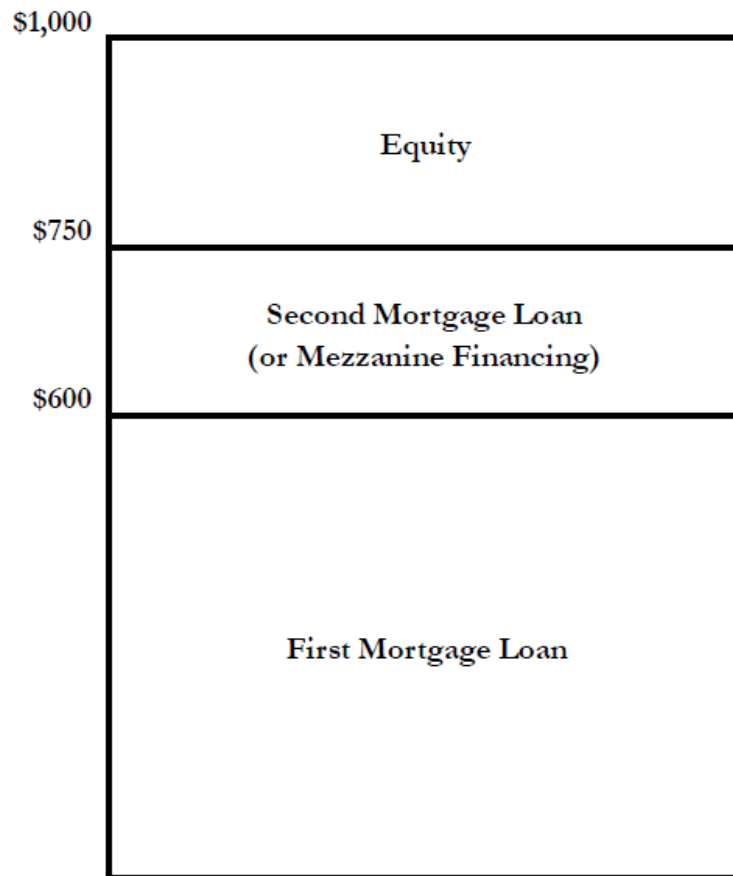 $1,000
Equity
$750
Second Mortgage Loan
(or Mezzanine Financing)
$600
First Mortgage Loan